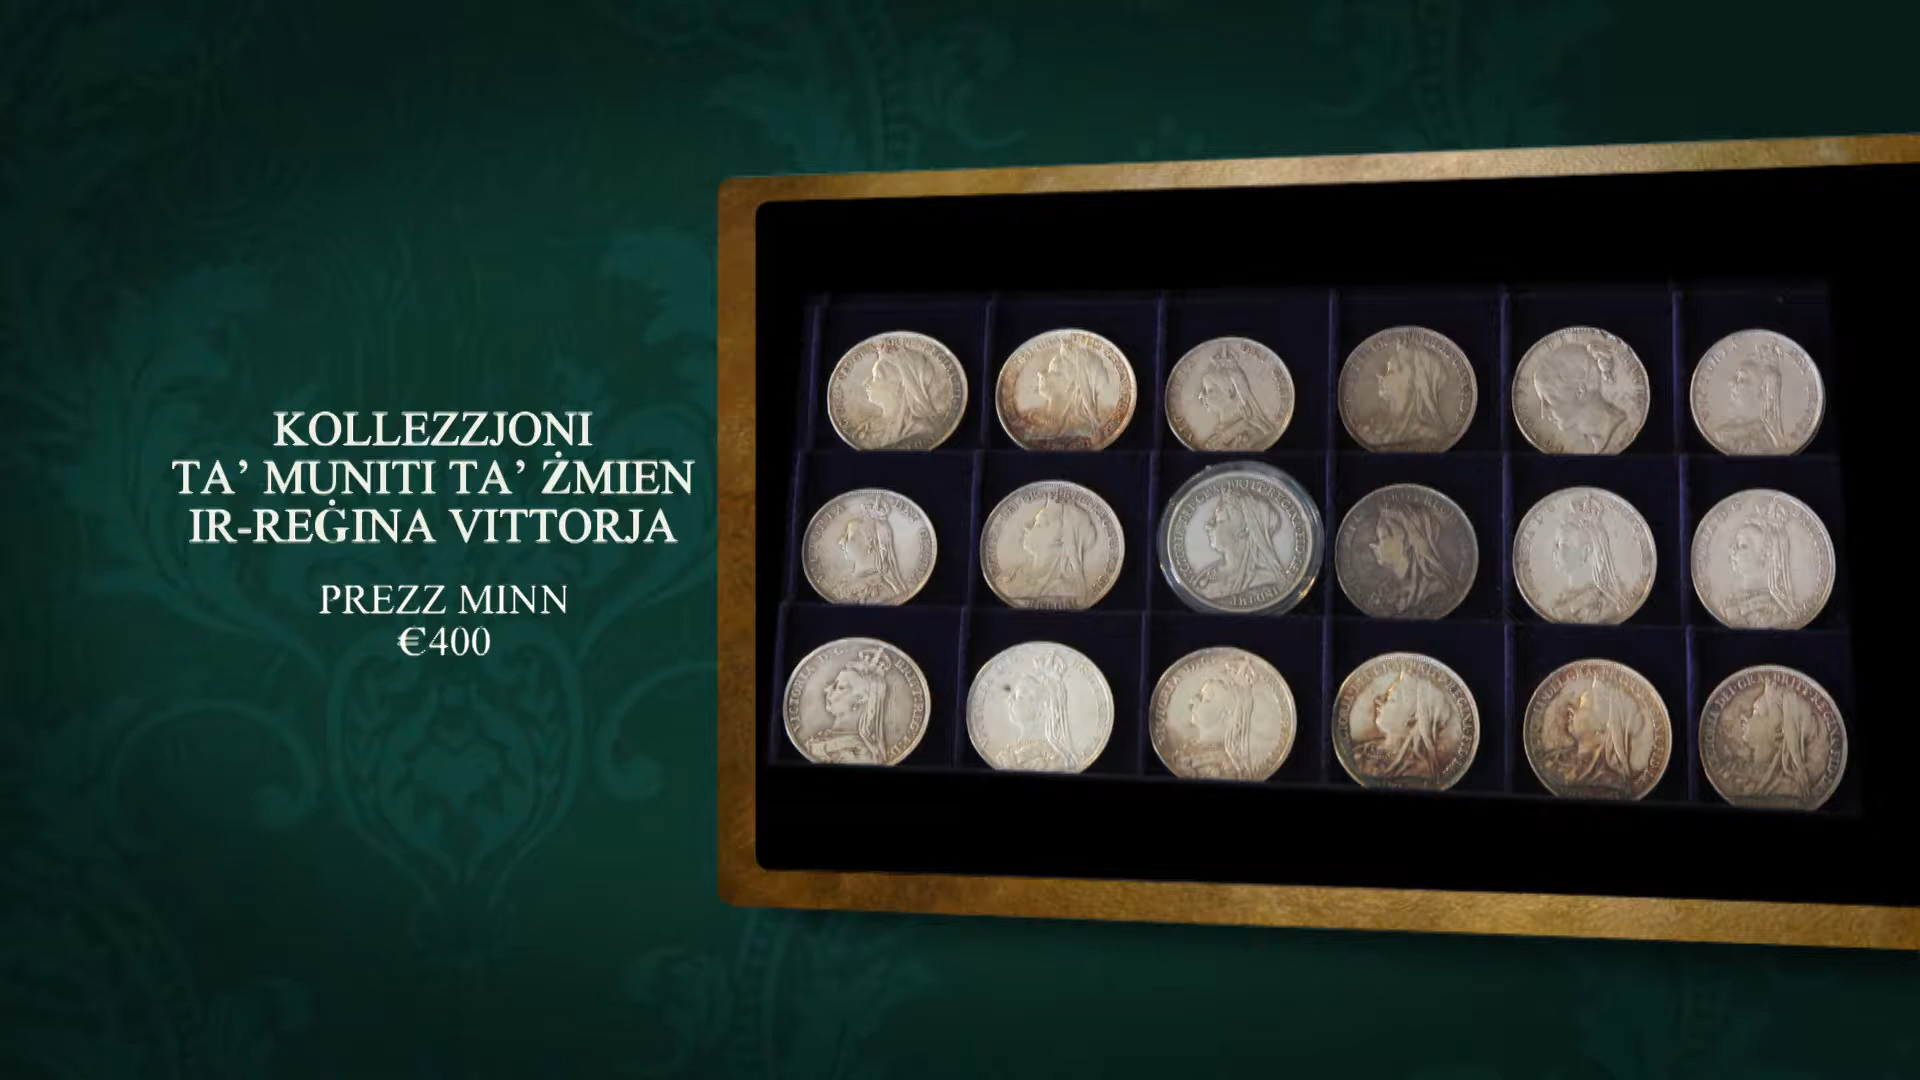 KOLLEZZJONI
TA’ MUNITI TA’ ŻMIEN
IR-REĠINA VITTORJA
PREZZ MINN
€400